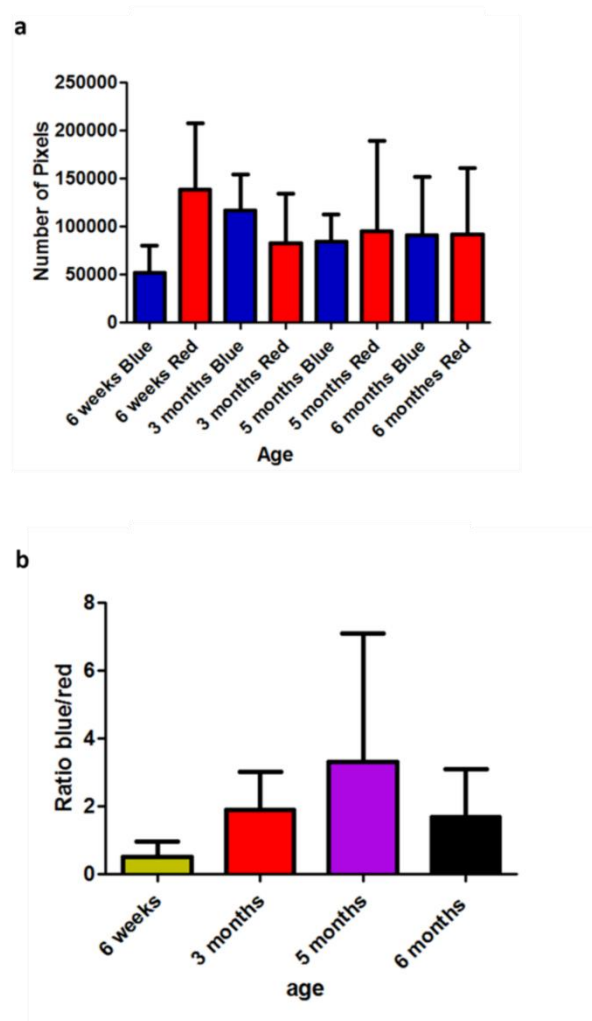 a
Number of Pixels
250000
200000
150000
100000
50000
0
6 weeks Blue
6 weeks Red
3 months Blue
3 months Red
5 months Blue
5 months Red
6 months Blue
6 monthes Red
Age
b
Ratio blue/red
8
6
4
2
0
6 weeks
3 months
5 months
6 months
age